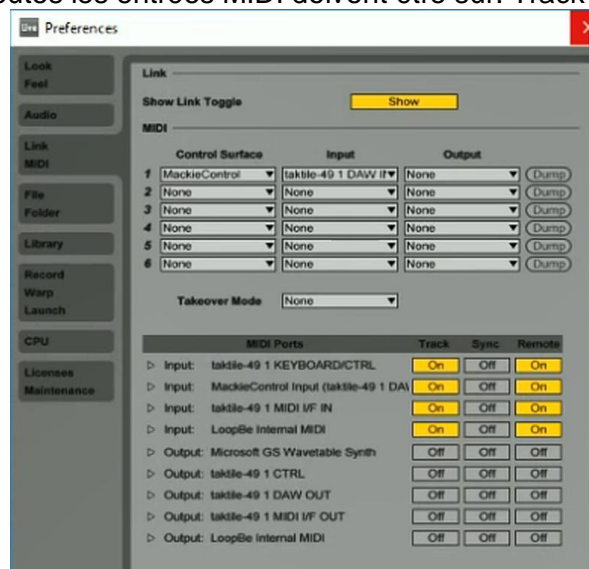 toutes les entrées MIDI doivent être sur. Track
Live Preferences
Look
Feel
Audio
Link
MIDI
File
Folder
Library
Record
Warp
Launch
CPU
Licenses
Maintenance
Link
Show Link Toggle Show
MIDI
Control Surface Input Output
1 MackieControl taktile-49 1 DAW IN None Dump
2 None None None Dump
3 None None None Dump
4 None None None Dump
5 None None None Dump
6 None None None Dump
Takeover Mode None
MIDI Ports Track Sync Remote
Input: taktile-49 1 KEYBOARD/CTRL On Off On
Input: MackieControl Input (taktile-49 1 DAW On Off On
Input: taktile-49 1 MIDI I/F IN On Off On
Input: LoopBe Internal MIDI On Off On
Output: Microsoft GS Wavetable Synth Off Off Off
Output: taktile-49 1 CTRL Off Off Off
Output: taktile-49 1 DAW OUT Off Off Off
Output: taktile-49 1 MIDI I/F OUT Off Off Off
Output: LoopBe Internal MIDI Off Off Off